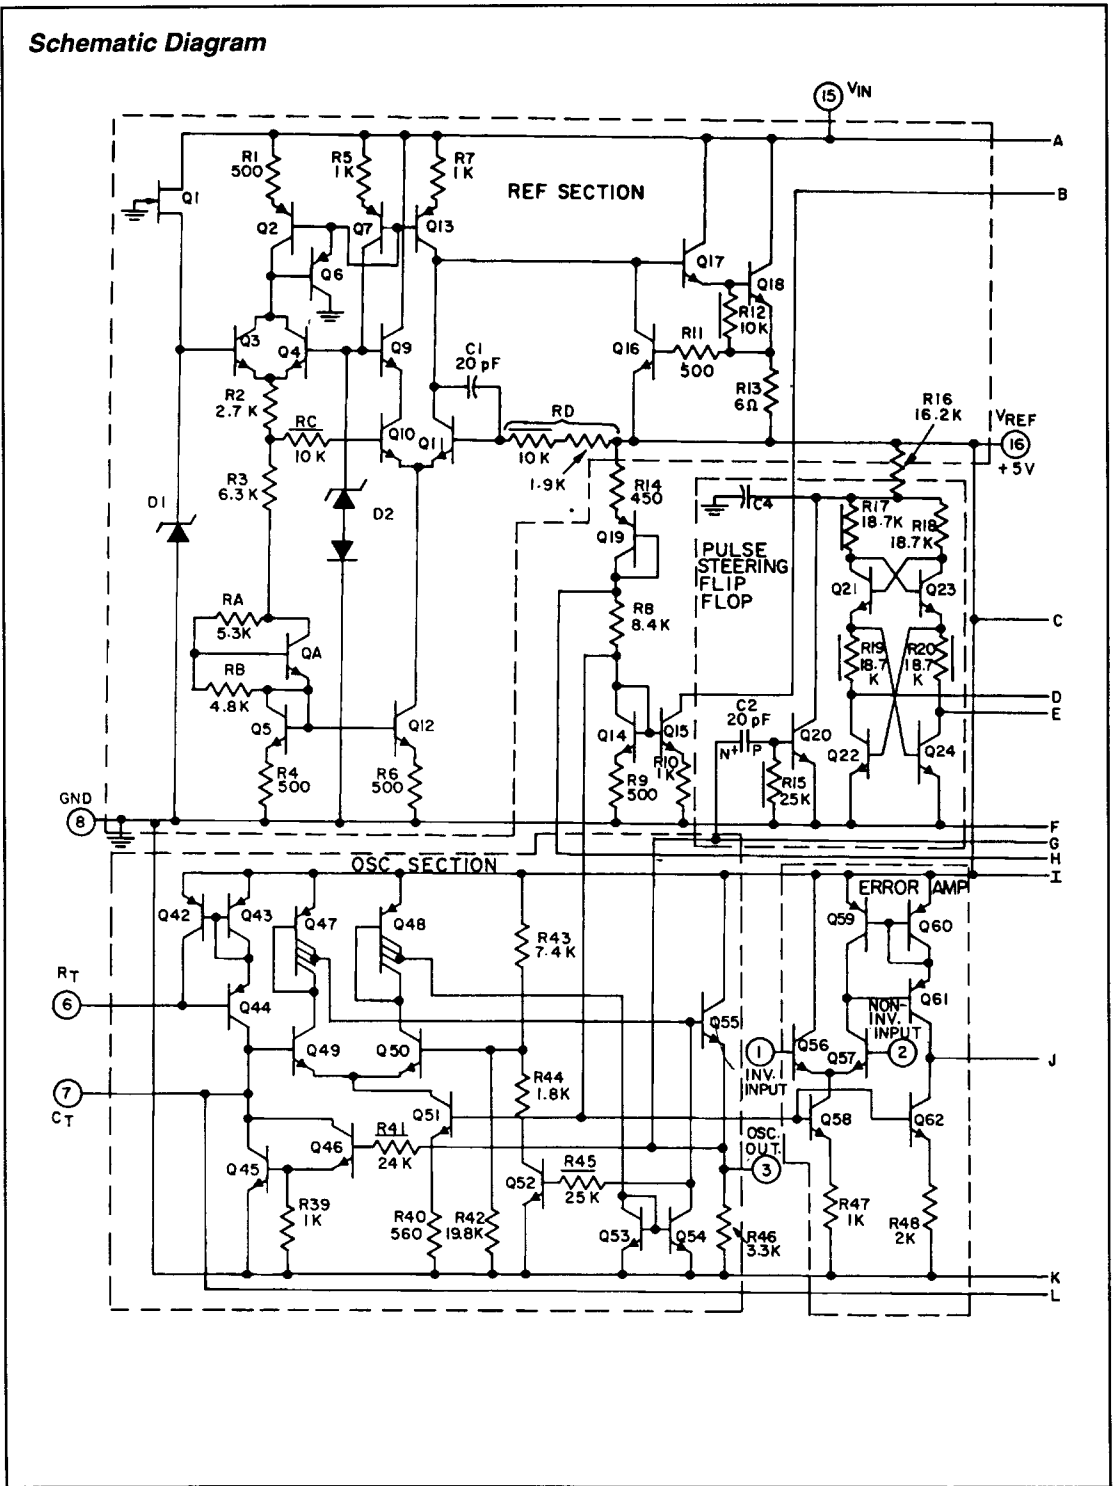 Schematic Diagram
15 VIN
A
R1
500
R5
1K
R7
1K
REF SECTION
B
Q1
Q2
Q7
Q13
Q6
Q17
Q18
R12
10K
Q3
Q4
Q9
C1
20 pF
Q16
R11
500
R13
6Ω
R16
16.2K
R2
2.7 K
RC
10 K
Q10
Q11
RD
10 K
1.9K
VREF
16
+5V
R3
6.3 K
D1
D2
R14
450
C4
R17
18.7K
R18
18.7K
Q19
PULSE
STEERING
FLIP
FLOP
Q21
Q23
RA
5.3K
R8
8.4K
C
QA
R19
18.7
K
R20
18.7
K
RB
4.8K
D
E
Q5
Q12
Q14
Q15
C2
20 pF
N+ P
Q20
Q22
Q24
R4
500
R6
500
R9
500
R10
1K
R15
25K
GND
8
F
G
H
I
OSC SECTION
ERROR AMP
Q42
Q43
Q47
Q48
R43
7.4K
Q59
Q60
RT
6
Q44
Q61
NON-
INV.
INPUT
Q55
Q49
Q50
1
INV.
INPUT
Q56
Q57
2
J
7
CT
R44
1.8K
Q51
Q58
Q62
Q46
R41
24 K
OSC.
OUT.
3
Q45
Q52
R45
25 K
R39
1K
R40
560
R42
19.8K
Q53
Q54
R46
3.3K
R47
1K
R48
2K
K
L